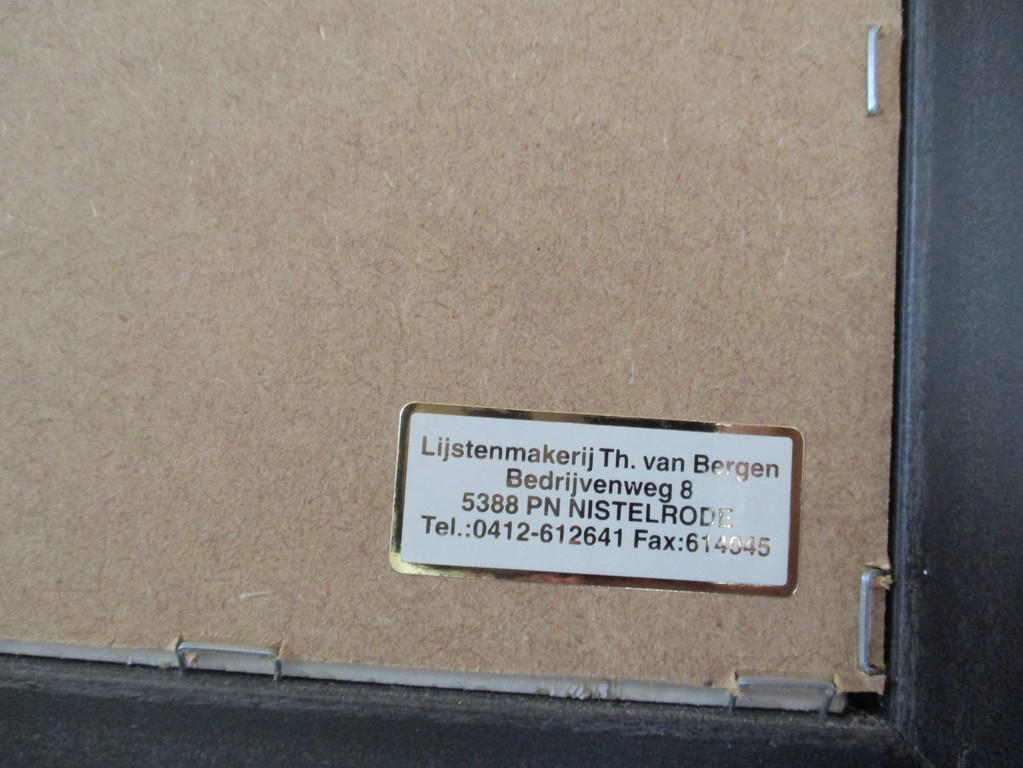 Lijstenmakerij Th. van Bergen
Bedrijvenweg 8
5388 PN NISTELRODE
Tel.:0412-612641 Fax:614045